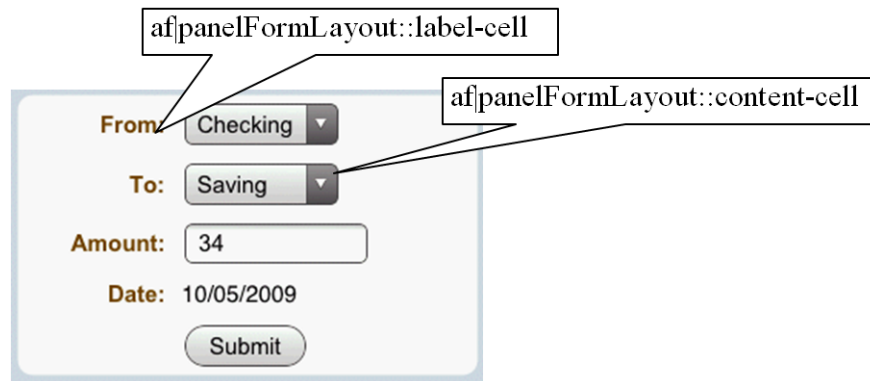 af|panelFormLayout::label-cell
af|panelFormLayout::content-cell
From: Checking
To: Saving
Amount: 34
Date: 10/05/2009
Submit